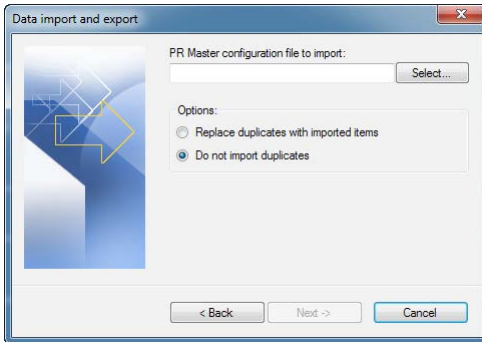 Data import and export
PR Master configuration file to import:
Select...
Options:
Replace duplicates with imported items
Do not import duplicates
< Back
Next ->
Cancel